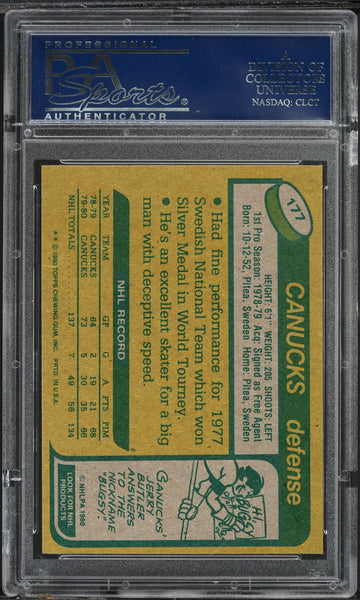 PROFESSIONAL
PSA
Sports
AUTHENTICATOR
A
DIVISION OF
COLLECTORS
UNIVERSE
NASDAQ: CLCT
177
CANUCKS defense
HEIGHT: 6'1" WEIGHT: 205 SHOOTS: LEFT
1st Pro Season: 1978-79 Acq: Signed as Free Agent
Born: 10-12-52, Pitea, Sweden Home: Pitea, Sweden
• Had fine performance for 1977
Swedish National Team which won
Silver Medal in World Tourney.
• He's an excellent skater for a big
man with deceptive speed.
NHL RECORD
YEAR TEAM GP G A PTS PIM
78-79 CANUCKS 64 2 19 21 68
79-80 CANUCKS 73 5 30 35 66
NHL TOTALS 137 7 49 56 134
** © 1980 TOPPS CHEWING GUM, INC. PRTD. IN U.S.A.
HI,
BUGSY!
CANUCKS'
JERRY
BUTLER
ANSWERS
TO THE
NICKNAME
"BUGSY".
© NHLPA 1980
LOOK FOR NHL
PRODUCTS